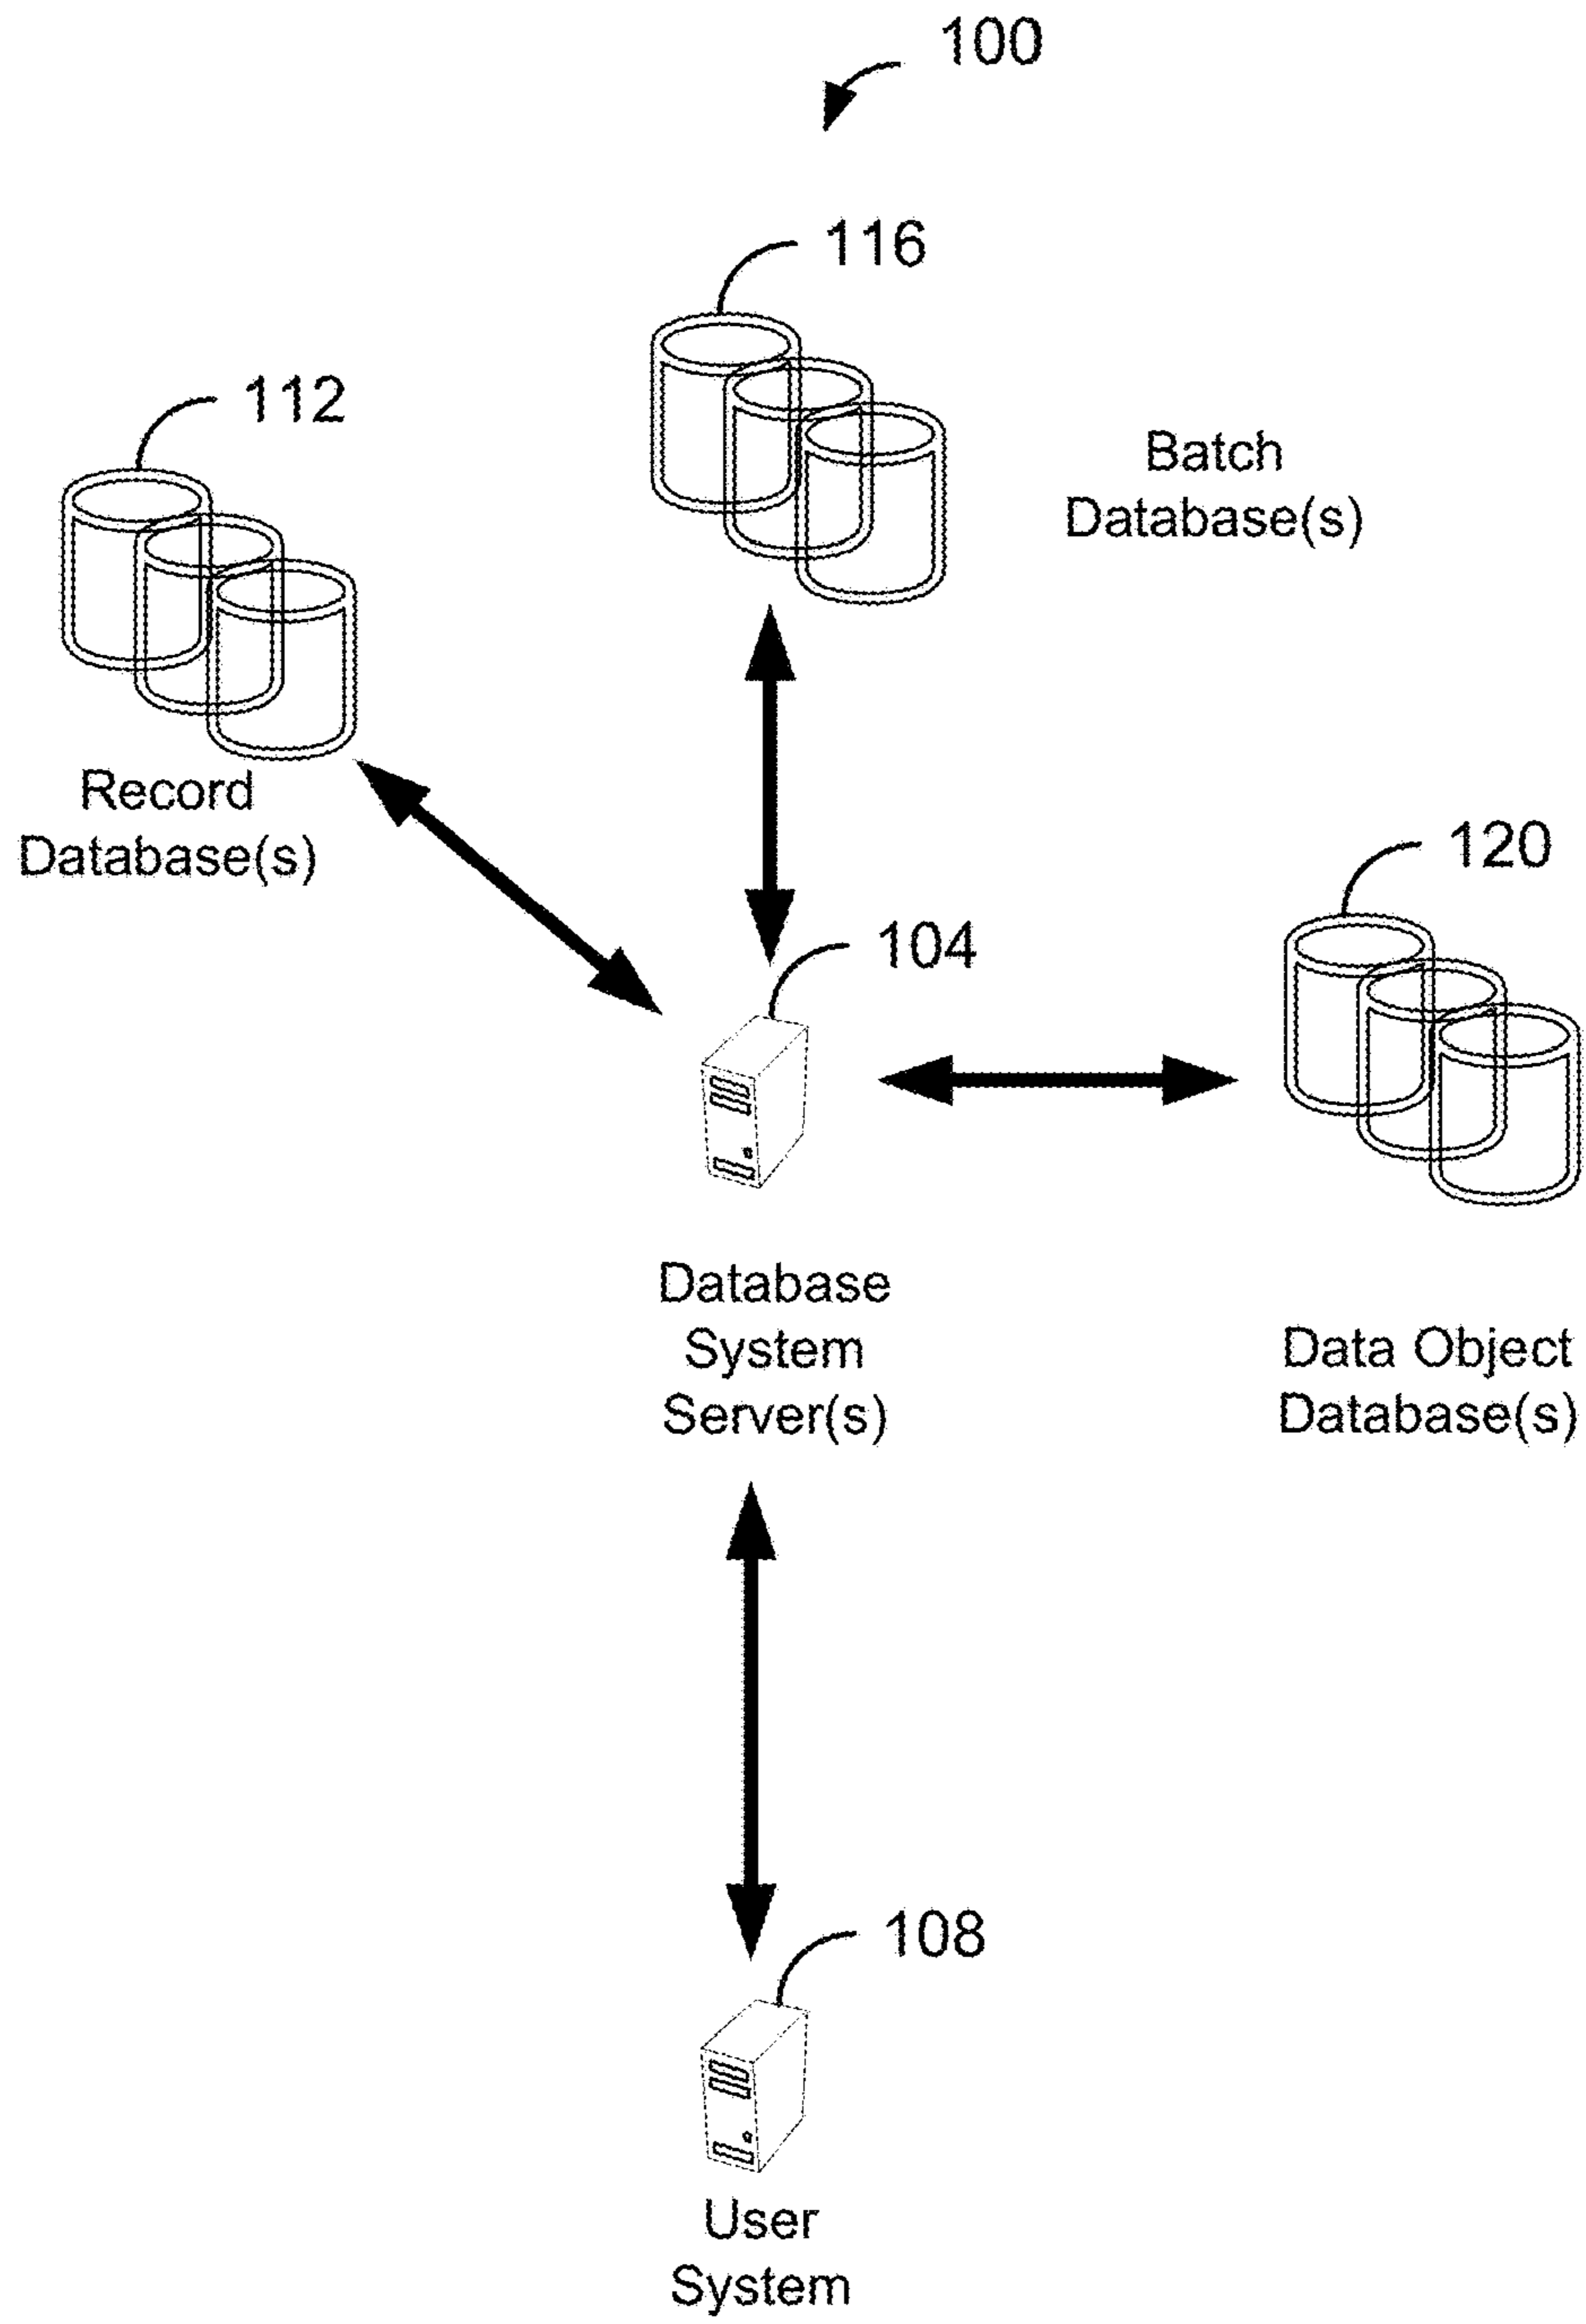 100
116
112
Batch
Database(s)
Record
Database(s)
120
104
Database
System
Server(s)
Data Object
Database(s)
108
User
System